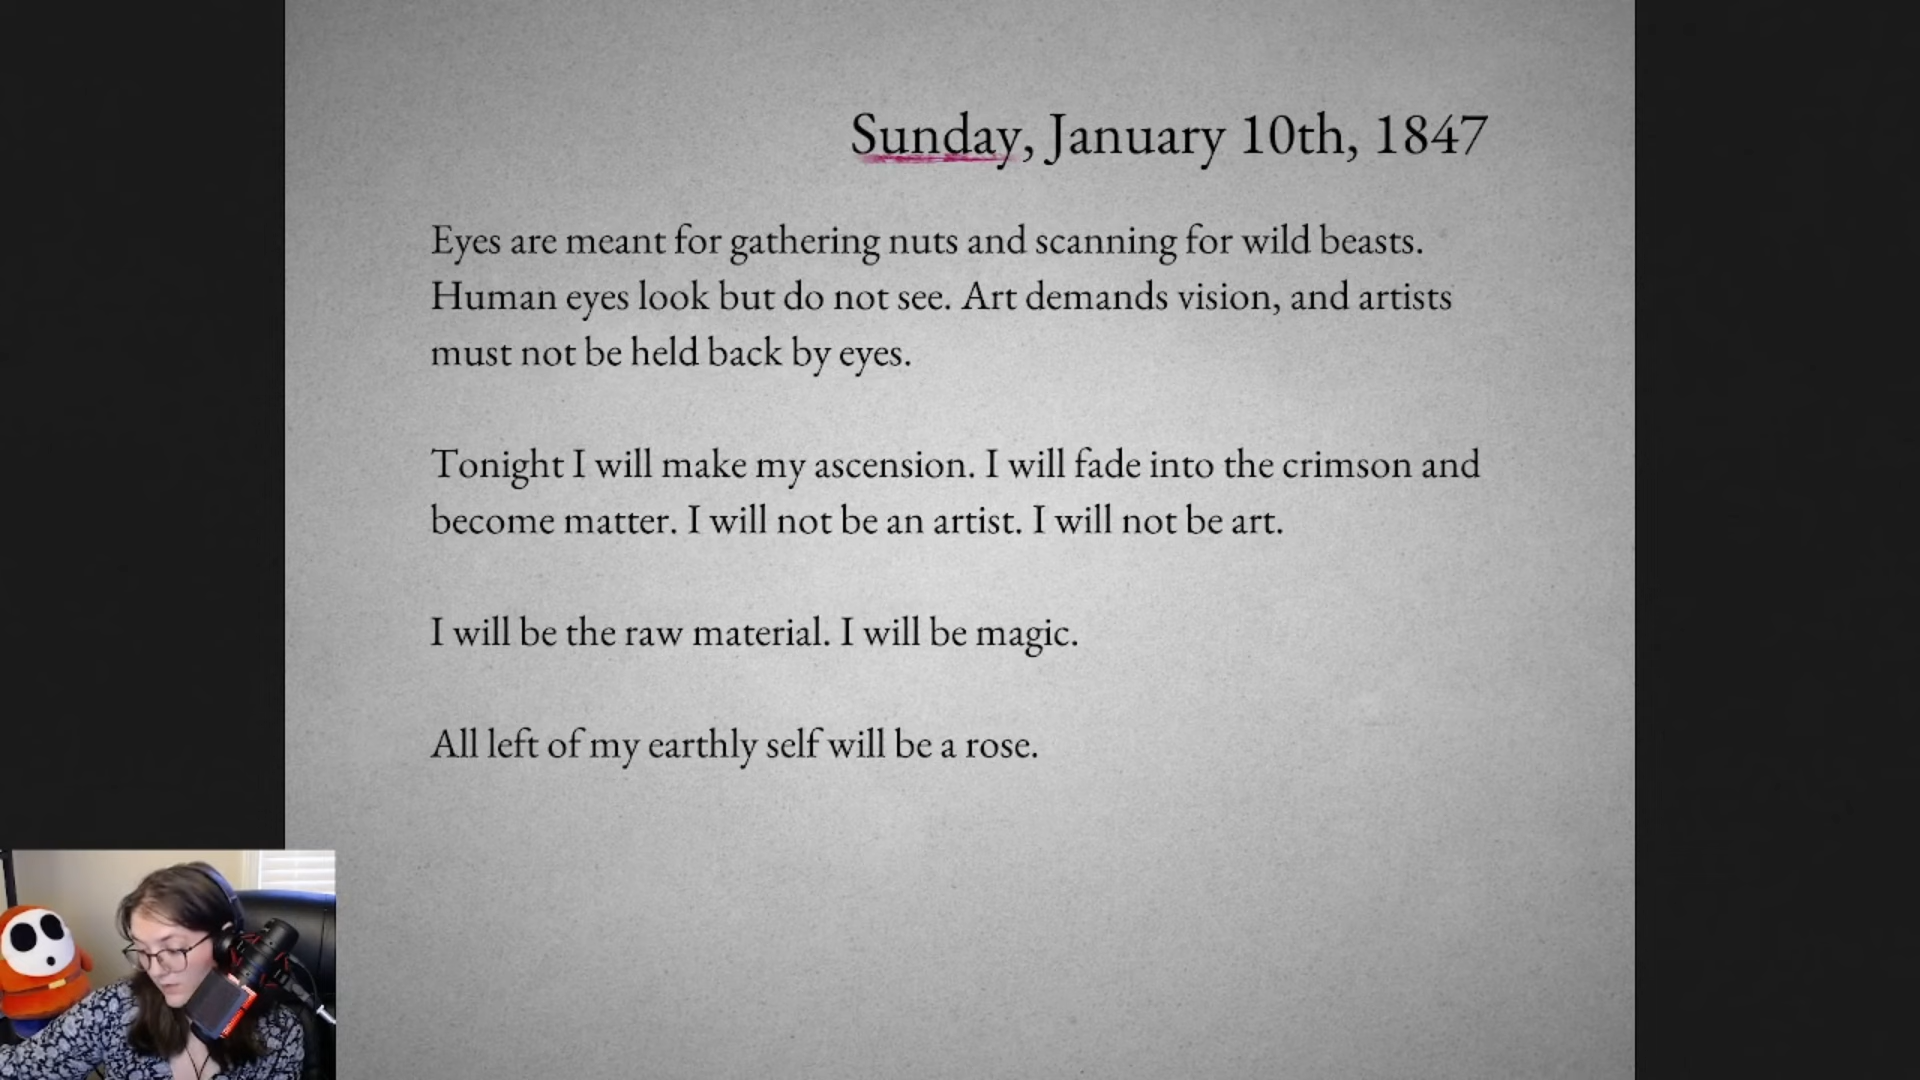 Sunday, January 10th, 1847
Eyes are meant for gathering nuts and scanning for wild beasts.
Human eyes look but do not see. Art demands vision, and artists
must not be held back by eyes.
Tonight I will make my ascension. I will fade into the crimson and
become matter. I will not be an artist. I will not be art.
I will be the raw material. I will be magic.
All left of my earthly self will be a rose.